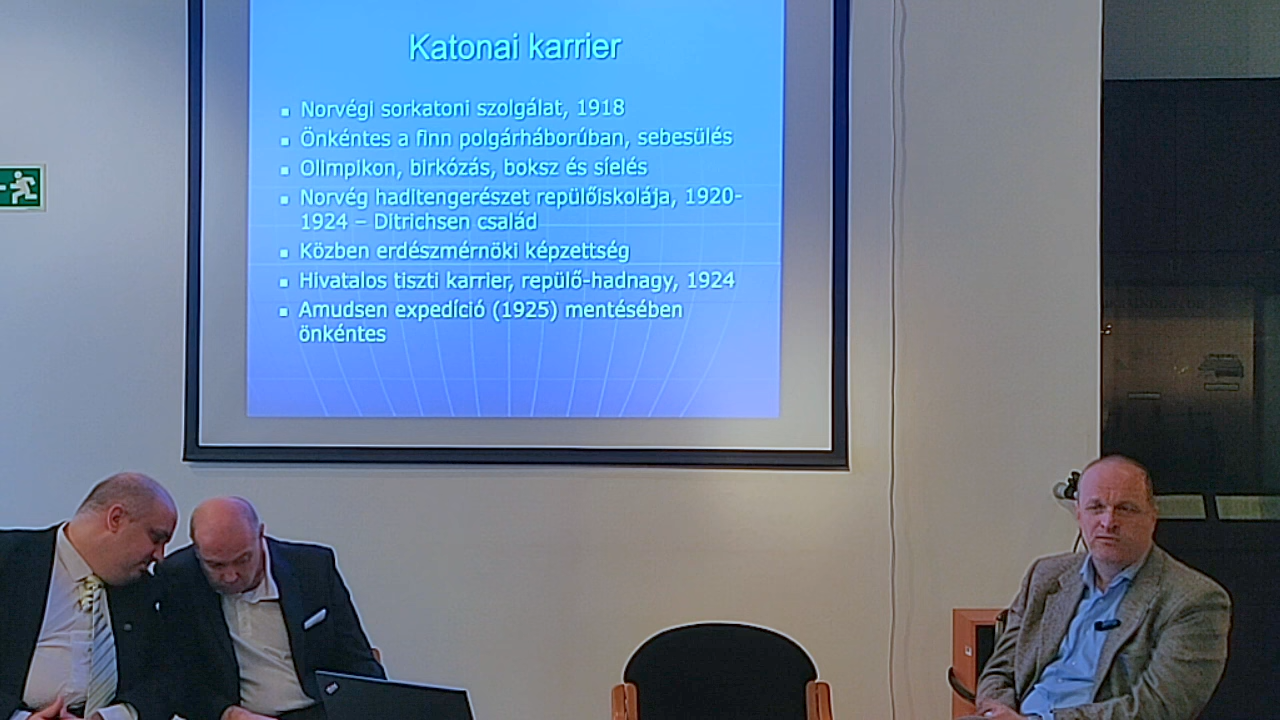 Katonai karrier
Norvégi sorkatoni szolgálat, 1918
Önkéntes a finn polgárháborúban, sebesülés
Olimpikon, birkózás, boksz és síelés
Norvég haditengerészet repülőiskolája, 1920-
1924 – Ditrichsen család
Közben erdészmérnöki képzettség
Hivatalos tiszti karrier, repülő-hadnagy, 1924
Amudsen expedíció (1925) mentésében
önkéntes